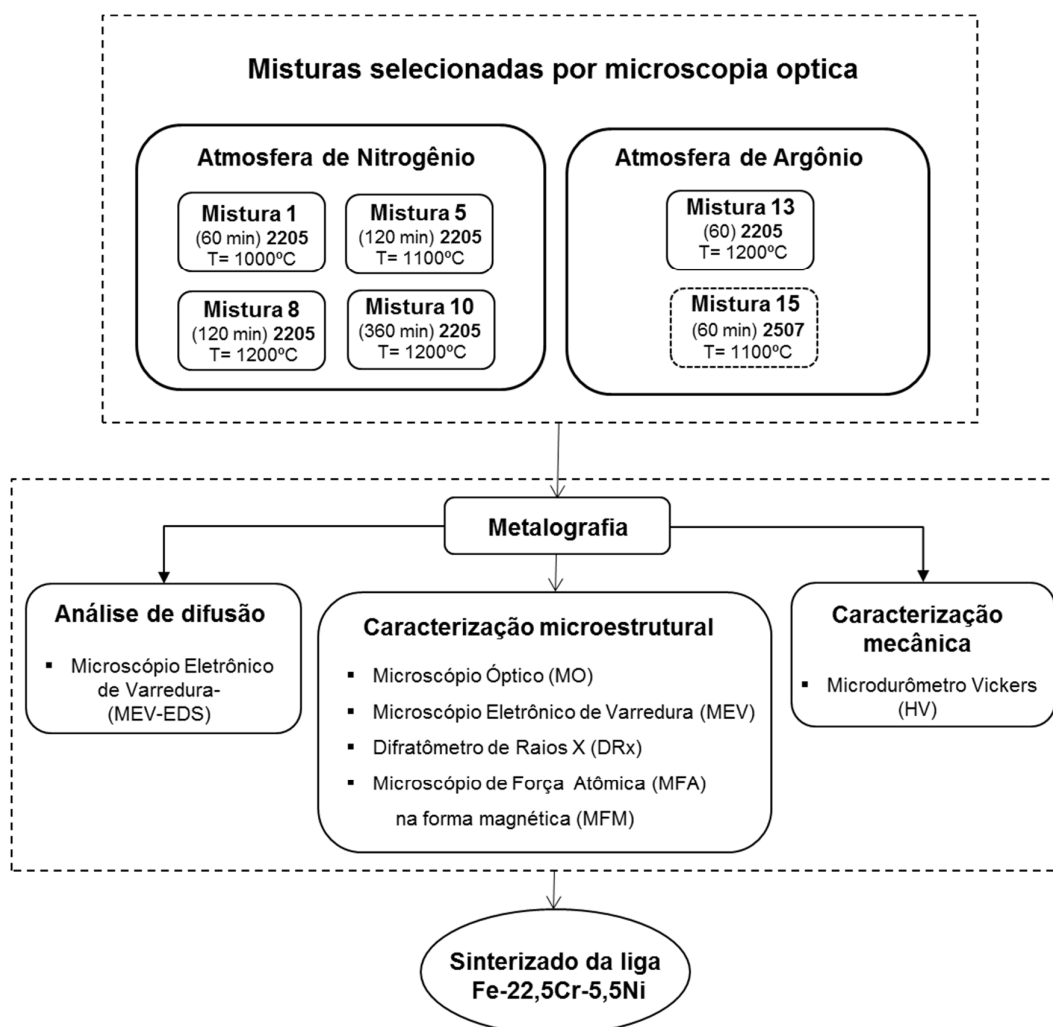 Misturas selecionadas por microscopia optica
Atmosfera de Nitrogênio
Mistura 1
(60 min) 2205
T= 1000ºC
Mistura 5
(120 min) 2205
T= 1100ºC
Mistura 8
(120 min) 2205
T= 1200ºC
Mistura 10
(360 min) 2205
T= 1200ºC
Atmosfera de Argônio
Mistura 13
(60) 2205
T= 1200ºC
Mistura 15
(60 min) 2507
T= 1100ºC
Metalografia
Análise de difusão
▪ Microscópio Eletrônico
de Varredura-
(MEV-EDS)
Caracterização microestrutural
▪ Microscópio Óptico (MO)
▪ Microscópio Eletrônico de Varredura (MEV)
▪ Difratômetro de Raios X (DRx)
▪ Microscópio de Força Atômica (MFA)
na forma magnética (MFM)
Caracterização
mecânica
▪ Microdurômetro Vickers
(HV)
Sinterizado da liga
Fe-22,5Cr-5,5Ni